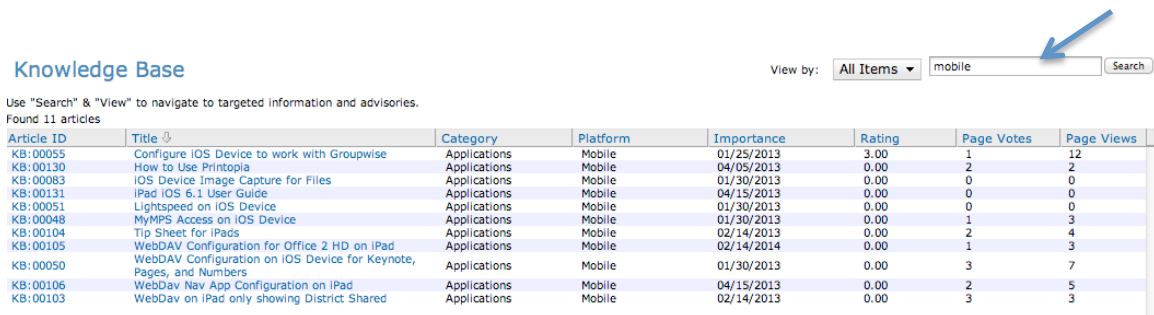 Knowledge Base
View by: All Items mobile Search
Use "Search" & "View" to navigate to targeted information and advisories.
Found 11 articles
Article ID Title Category Platform Importance Rating Page Votes Page Views
KB:00055 Configure iOS Device to work with Groupwise Applications Mobile 01/25/2013 3.00 1 12
KB:00130 How to Use Printopia Applications Mobile 04/05/2013 0.00 2 2
KB:00083 iOS Device Image Capture for Files Applications Mobile 01/30/2013 0.00 0 0
KB:00131 iPad iOS 6.1 User Guide Applications Mobile 04/15/2013 0.00 0 0
KB:00051 Lightspeed on iOS Device Applications Mobile 01/30/2013 0.00 0 0
KB:00048 MyMPS Access on iOS Device Applications Mobile 01/30/2013 0.00 1 3
KB:00104 Tip Sheet for iPads Applications Mobile 02/14/2013 0.00 2 4
KB:00105 WebDAV Configuration for Office 2 HD on iPad Applications Mobile 02/14/2014 0.00 1 3
KB:00050 WebDAV Configuration on iOS Device for Keynote, Applications Mobile 01/30/2013 0.00 3 7
Pages, and Numbers
KB:00106 WebDav Nav App Configuration on iPad Applications Mobile 04/15/2013 0.00 2 5
KB:00103 WebDav on iPad only showing District Shared Applications Mobile 02/14/2013 0.00 3 3